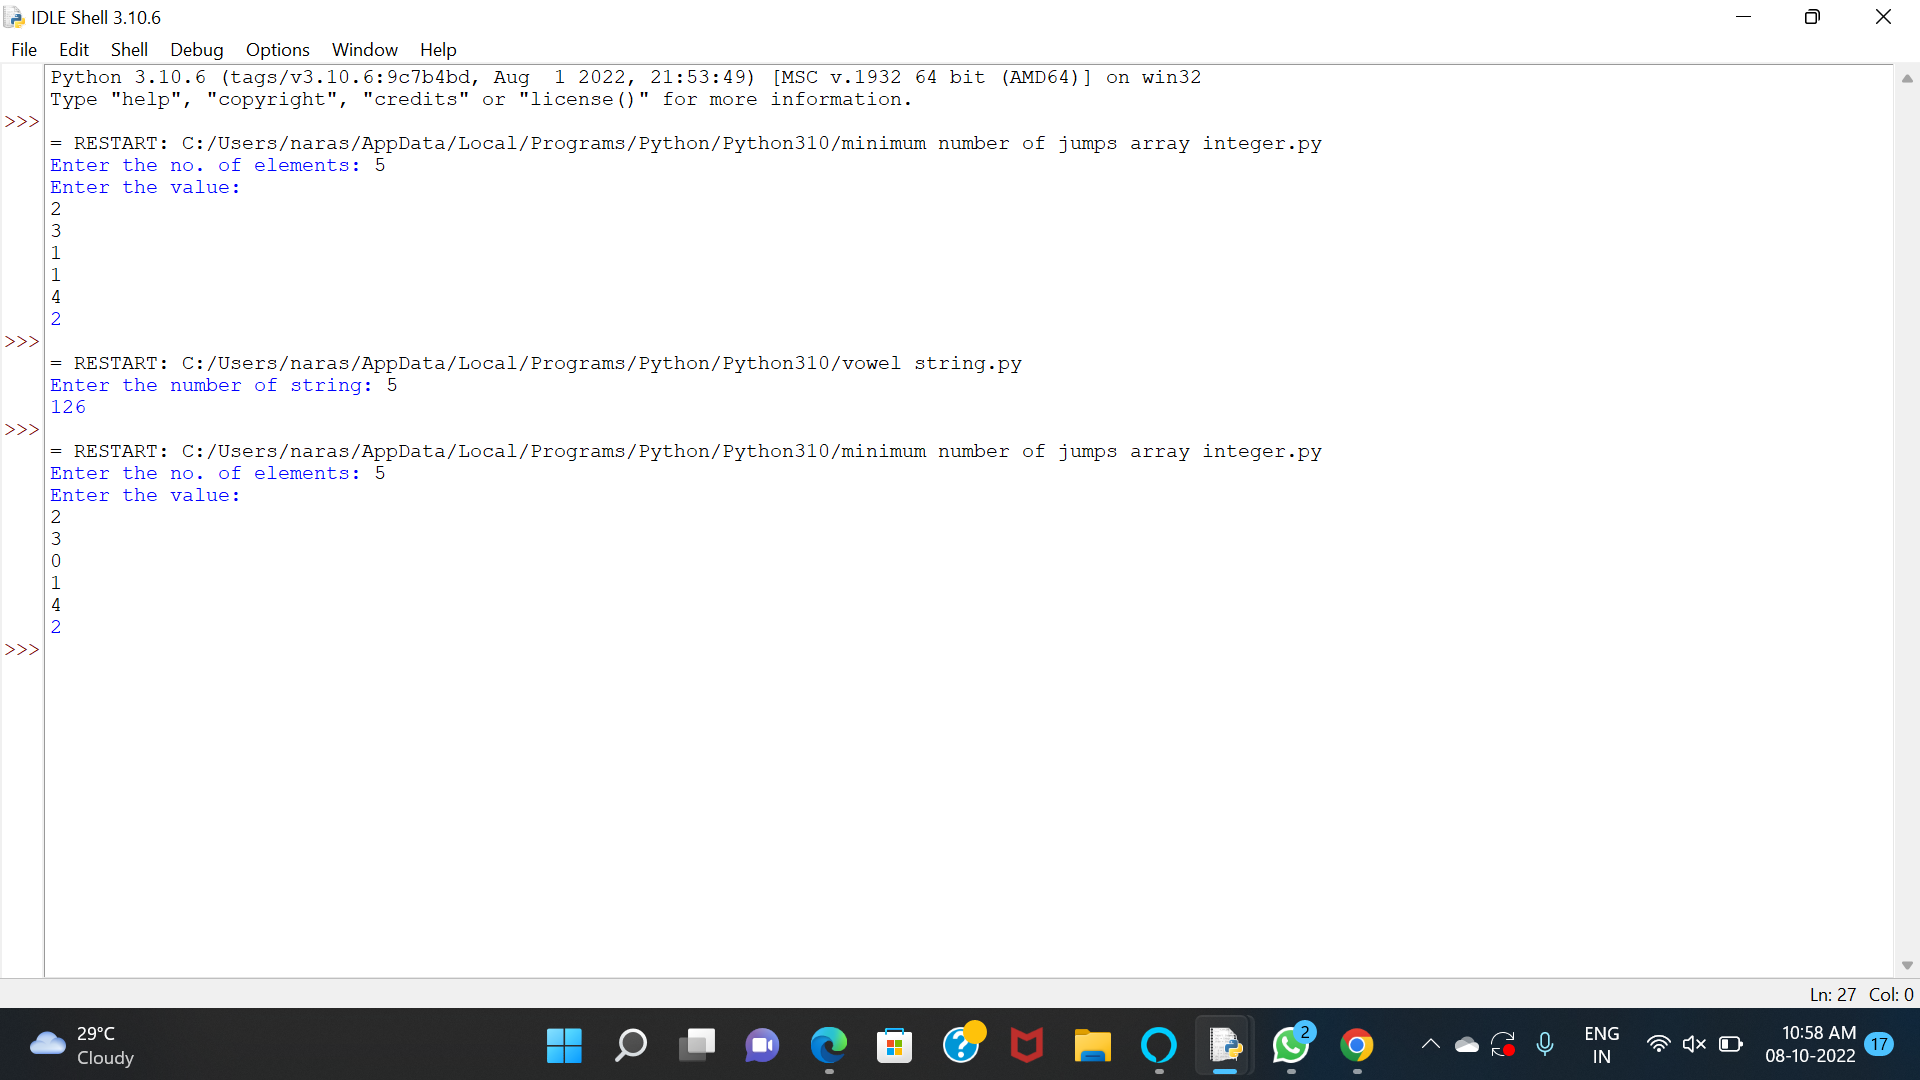 IDLE Shell 3.10.6
File Edit Shell Debug Options Window Help
Python 3.10.6 (tags/v3.10.6:9c7b4bd, Aug  1 2022, 21:53:49) [MSC v.1932 64 bit (AMD64)] on win32
Type "help", "copyright", "credits" or "license()" for more information.
>>>
= RESTART: C:/Users/naras/AppData/Local/Programs/Python/Python310/minimum number of jumps array integer.py
Enter the no. of elements: 5
Enter the value:
2
3
1
1
4
2
>>>
= RESTART: C:/Users/naras/AppData/Local/Programs/Python/Python310/vowel string.py
Enter the number of string: 5
126
>>>
= RESTART: C:/Users/naras/AppData/Local/Programs/Python/Python310/minimum number of jumps array integer.py
Enter the no. of elements: 5
Enter the value:
2
3
0
1
4
2
>>>
Ln: 27 Col: 0
29°C
Cloudy
2
ENG
IN
10:58 AM
08-10-2022
17